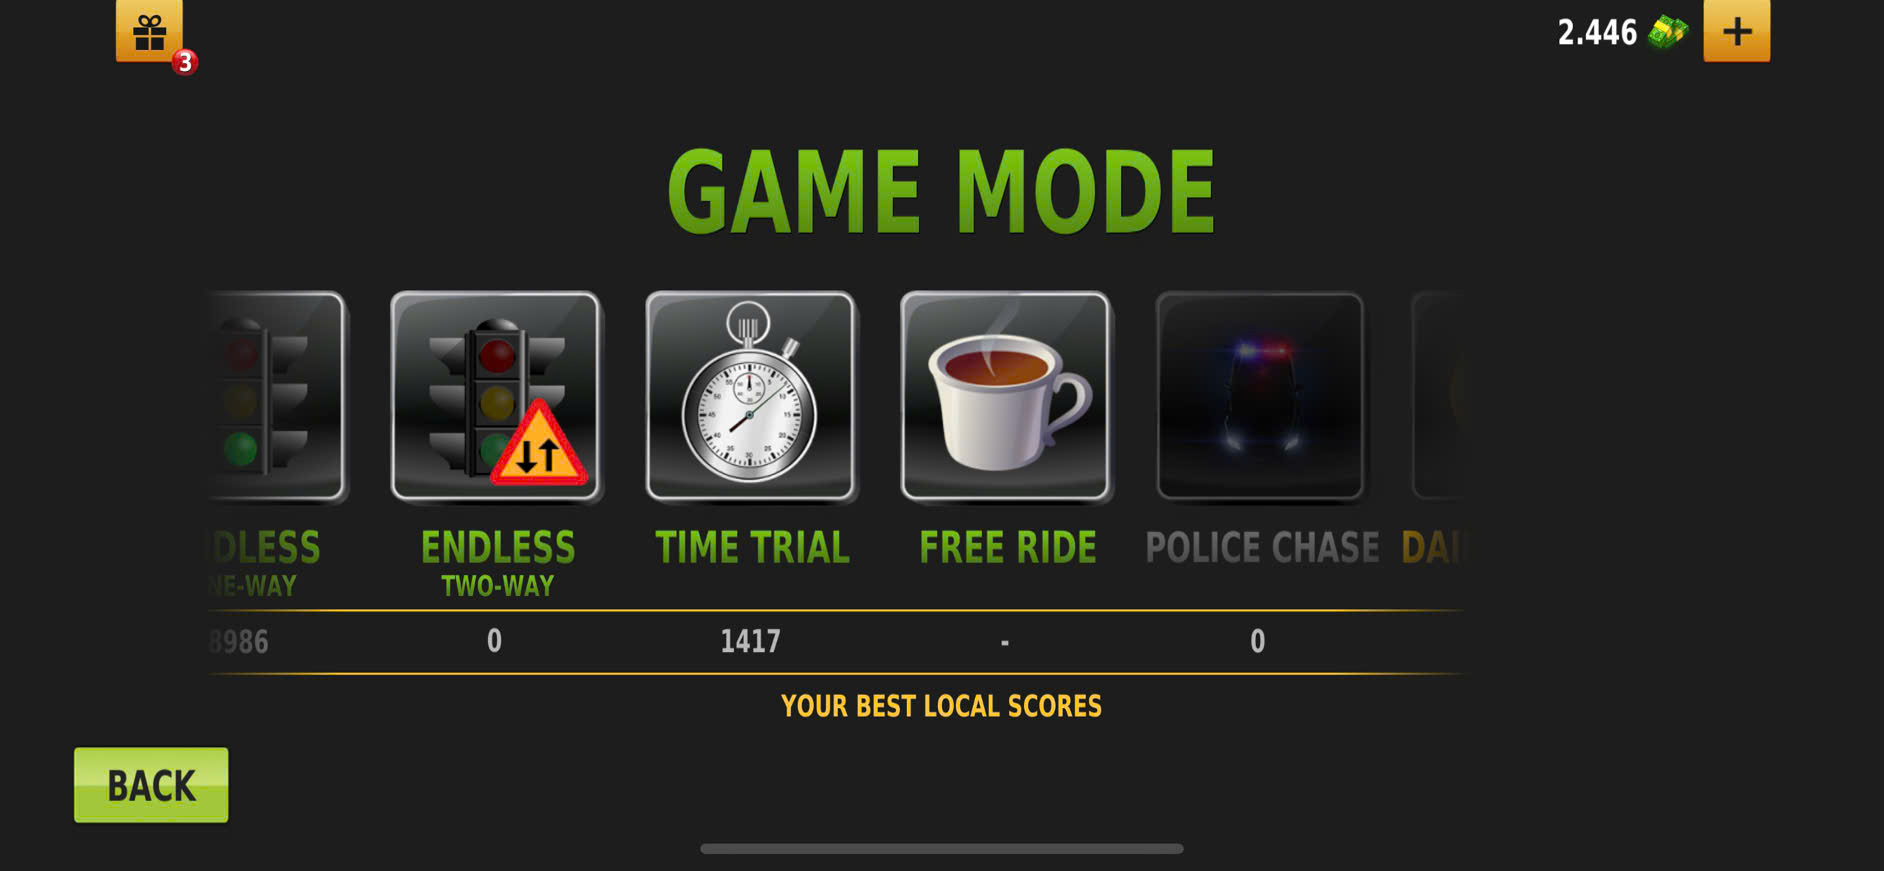 3
2.446
+
GAME MODE
ENDLESS
TWO-WAY
TIME TRIAL
FREE RIDE
POLICE CHASE
0
1417
-
0
YOUR BEST LOCAL SCORES
BACK